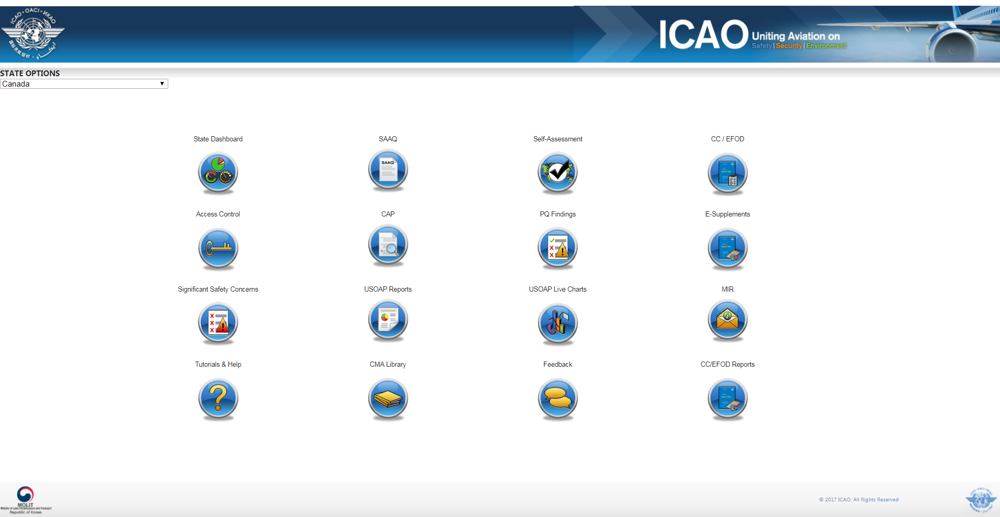 ICAO · OACI · ИКАО
ICAO Uniting Aviation on
Safety | Security | Environment
STATE OPTIONS
Canada
State Dashboard SAAQ Self-Assessment CC / EFOD
SAAQ
Access Control CAP PQ Findings E-Supplements
Significant Safety Concerns USOAP Reports USOAP Live Charts MIR
Tutorials & Help CMA Library Feedback CC/EFOD Reports
MOLIT
Ministry of Land, Infrastructure and Transport
Republic of Korea
© 2017 ICAO, All Rights Reserved